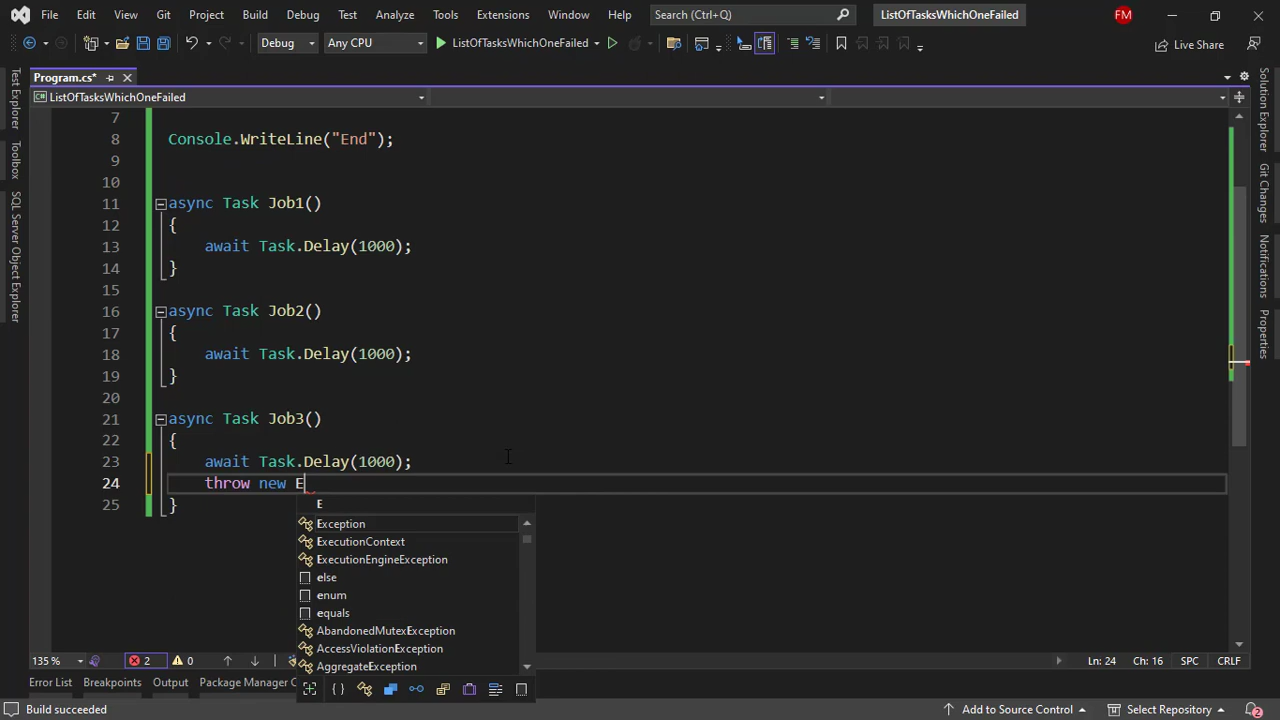 File Edit View Git Project Build Debug Test Analyze Tools Extensions Window Help Search (Ctrl+Q) ListOfTasksWhichOneFailed FM
Debug Any CPU ListOfTasksWhichOneFailed Live Share
Program.cs*
ListOfTasksWhichOneFailed
7
8 Console.WriteLine("End");
9
10
11 async Task Job1()
12 {
13 await Task.Delay(1000);
14 }
15
16 async Task Job2()
17 {
18 await Task.Delay(1000);
19 }
20
21 async Task Job3()
22 {
23 await Task.Delay(1000);
24 throw new E
25 }
E
Exception
ExecutionContext
ExecutionEngineException
else
enum
equals
AbandonedMutexException
AccessViolationException
AggregateException
Test Explorer
Toolbox
SQL Server Object Explorer
Solution Explorer
Git Changes
Notifications
Properties
135 % 2 0 Ln: 24 Ch: 16 SPC CRLF
Error List Breakpoints Output Package Manager C
Build succeeded Add to Source Control Select Repository 2